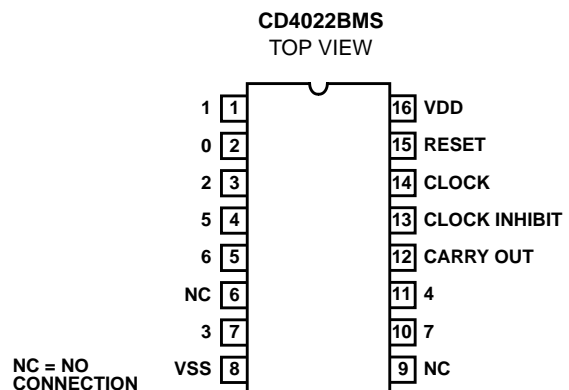 CD4022BMS
TOP VIEW
1 1 16 VDD
0 2 15 RESET
2 3 14 CLOCK
5 4 13 CLOCK INHIBIT
6 5 12 CARRY OUT
NC 6 11 4
3 7 10 7
VSS 8 9 NC
NC = NO
CONNECTION